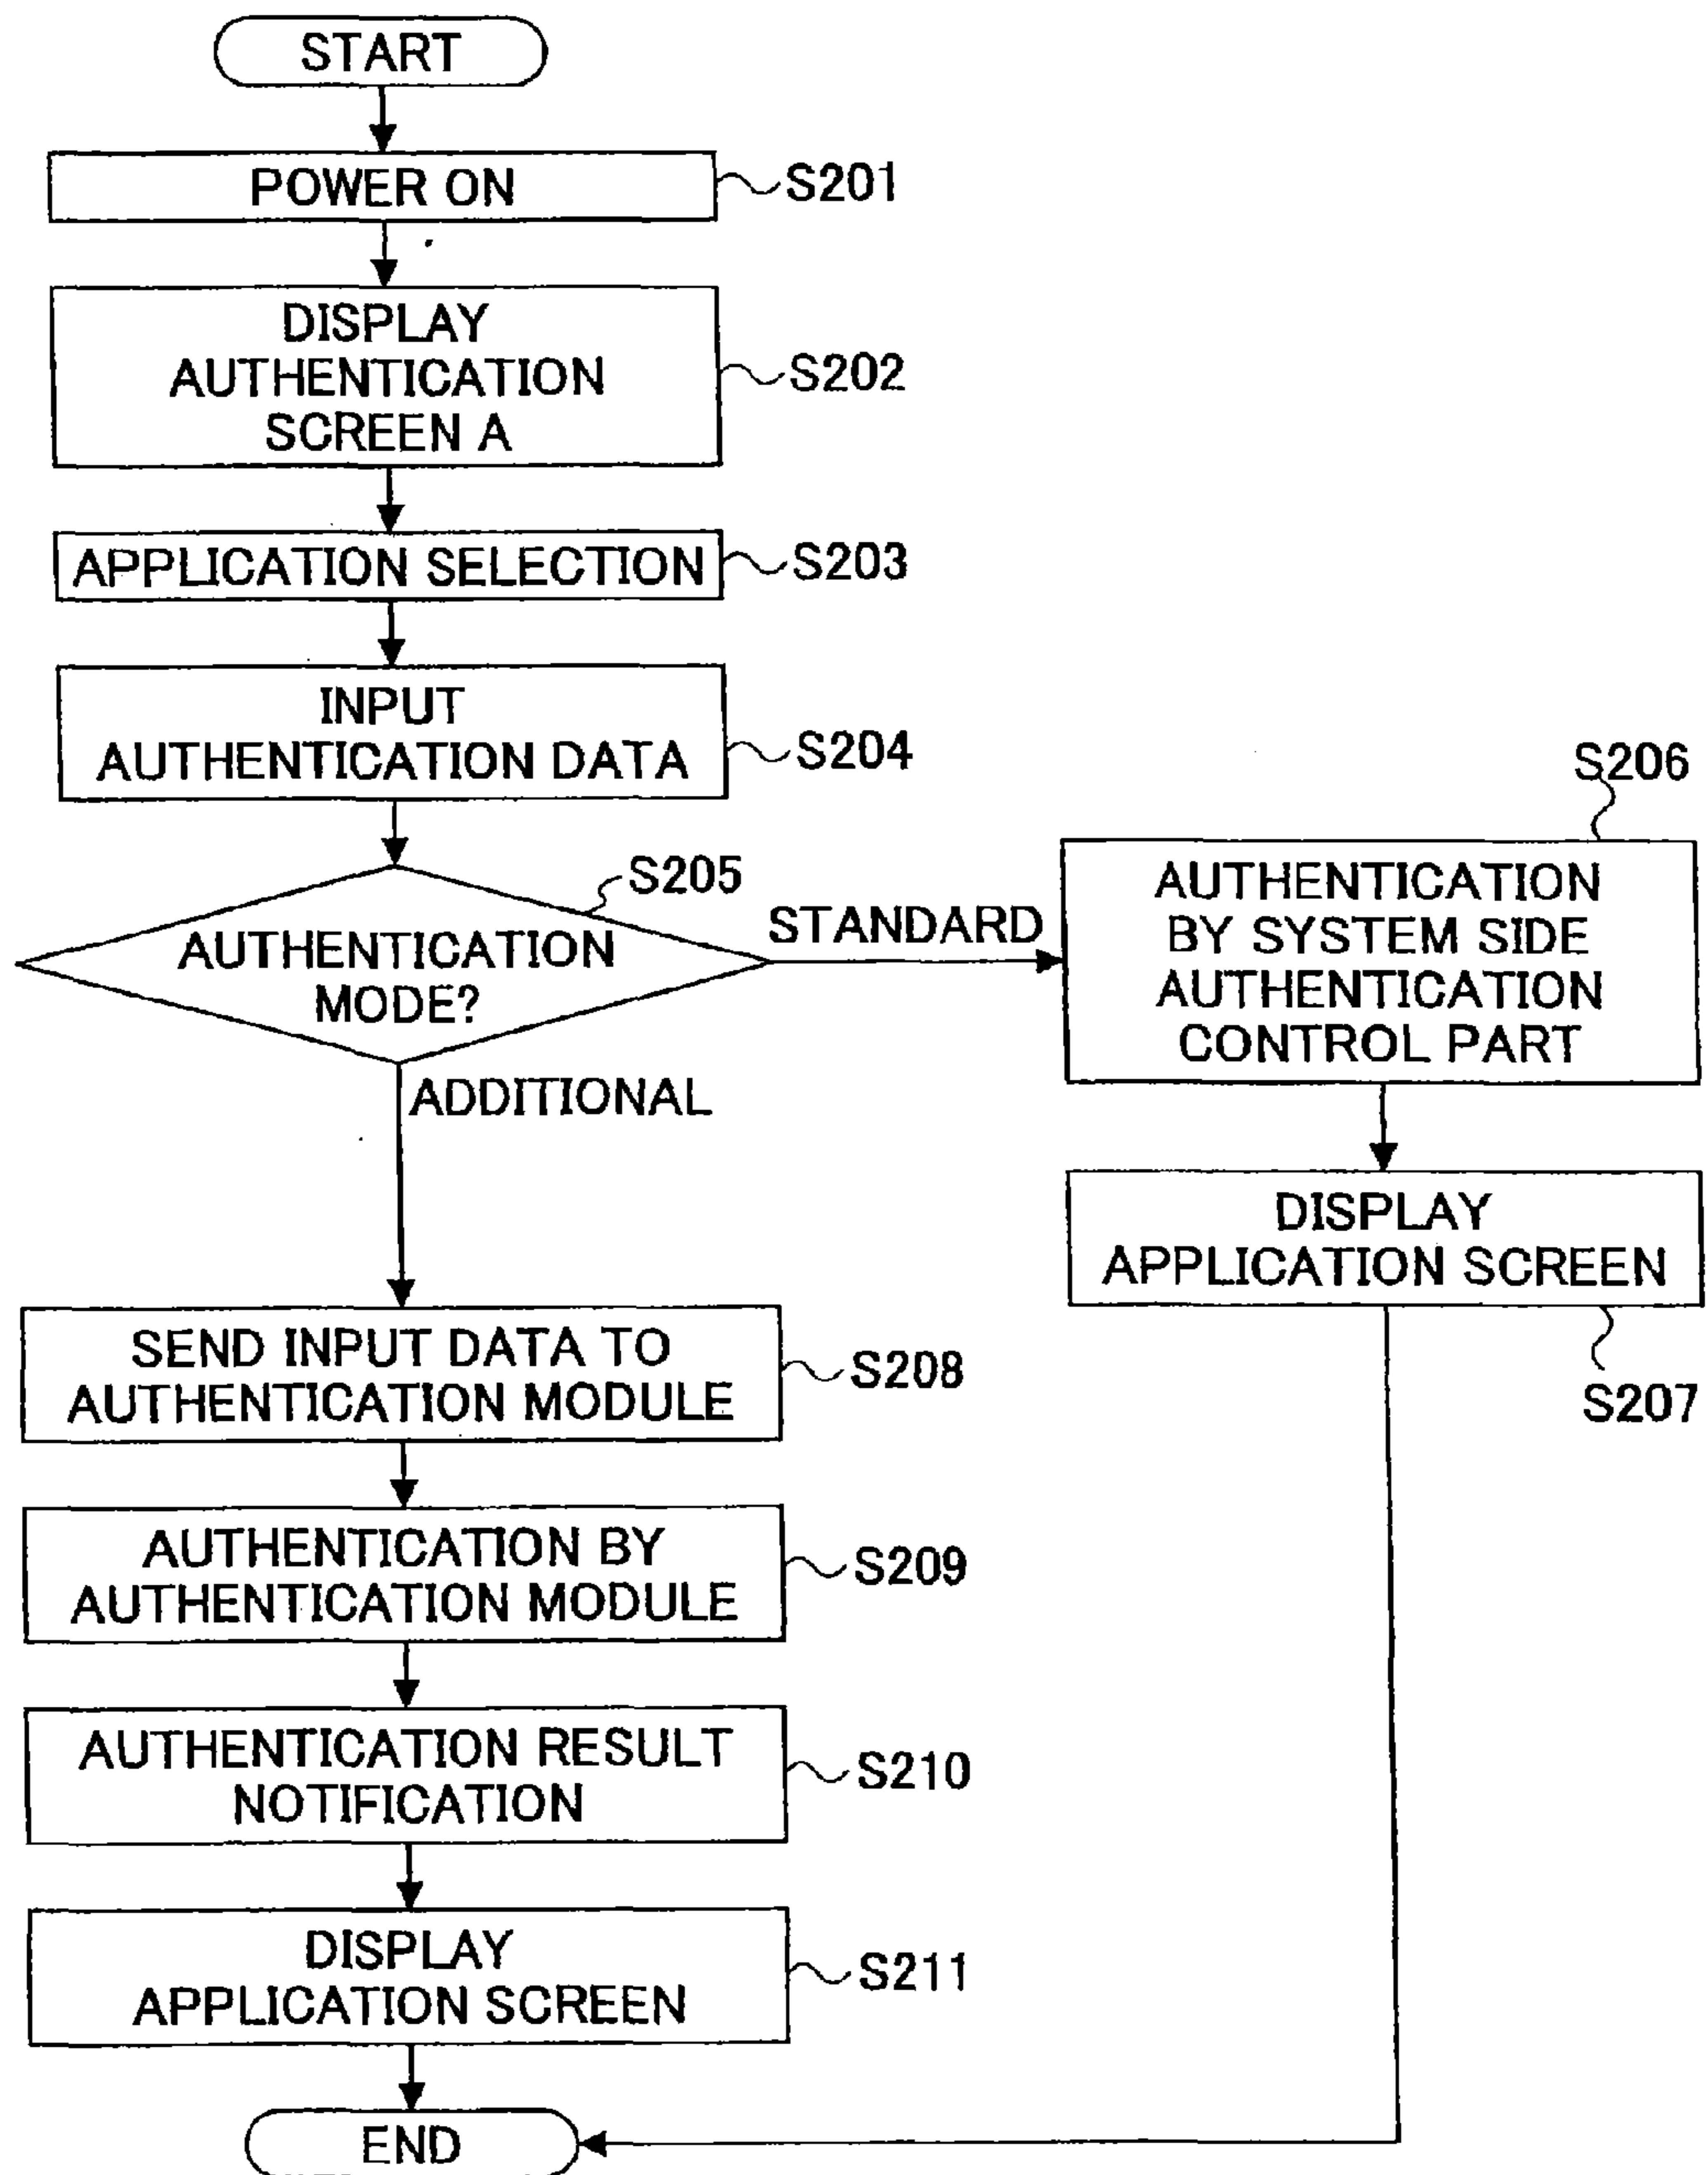 START
POWER ON
S201
DISPLAY
AUTHENTICATION
SCREEN A
S202
APPLICATION SELECTION
S203
INPUT
AUTHENTICATION DATA
S204
AUTHENTICATION
MODE?
S205
STANDARD
S206
AUTHENTICATION
BY SYSTEM SIDE
AUTHENTICATION
CONTROL PART
DISPLAY
APPLICATION SCREEN
S207
ADDITIONAL
SEND INPUT DATA TO
AUTHENTICATION MODULE
S208
AUTHENTICATION BY
AUTHENTICATION MODULE
S209
AUTHENTICATION RESULT
NOTIFICATION
S210
DISPLAY
APPLICATION SCREEN
S211
END